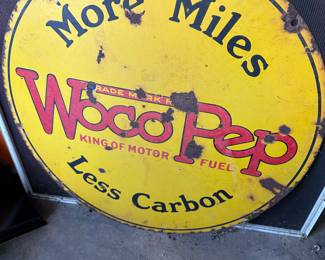 More Miles
TRADE MARK
Woco Pep
KING OF MOTOR FUEL
Less Carbon